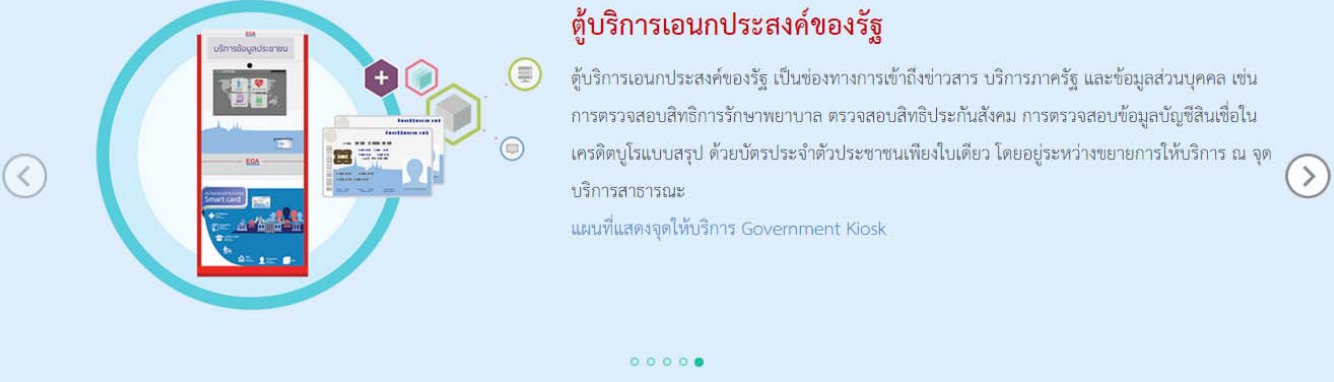 ตู้บริการเอนกประสงค์ของรัฐ
ตู้บริการเอนกประสงค์ของรัฐ เป็นช่องทางการเข้าถึงข่าวสาร บริการภาครัฐ และข้อมูลส่วนบุคคล เช่น
การตรวจสอบสิทธิการรักษาพยาบาล ตรวจสอบสิทธิประกันสังคม การตรวจสอบข้อมูลบัญชีสินเชื่อใน
เครดิตบูโรแบบสรุป ด้วยบัตรประจำตัวประชาชนเพียงใบเดียว โดยอยู่ระหว่างขยายการให้บริการ ณ จุด
บริการสาธารณะ
แผนที่แสดงจุดให้บริการ Government Kiosk
EGA
บริการข้อมูลประชาชน
EGA
Smart card